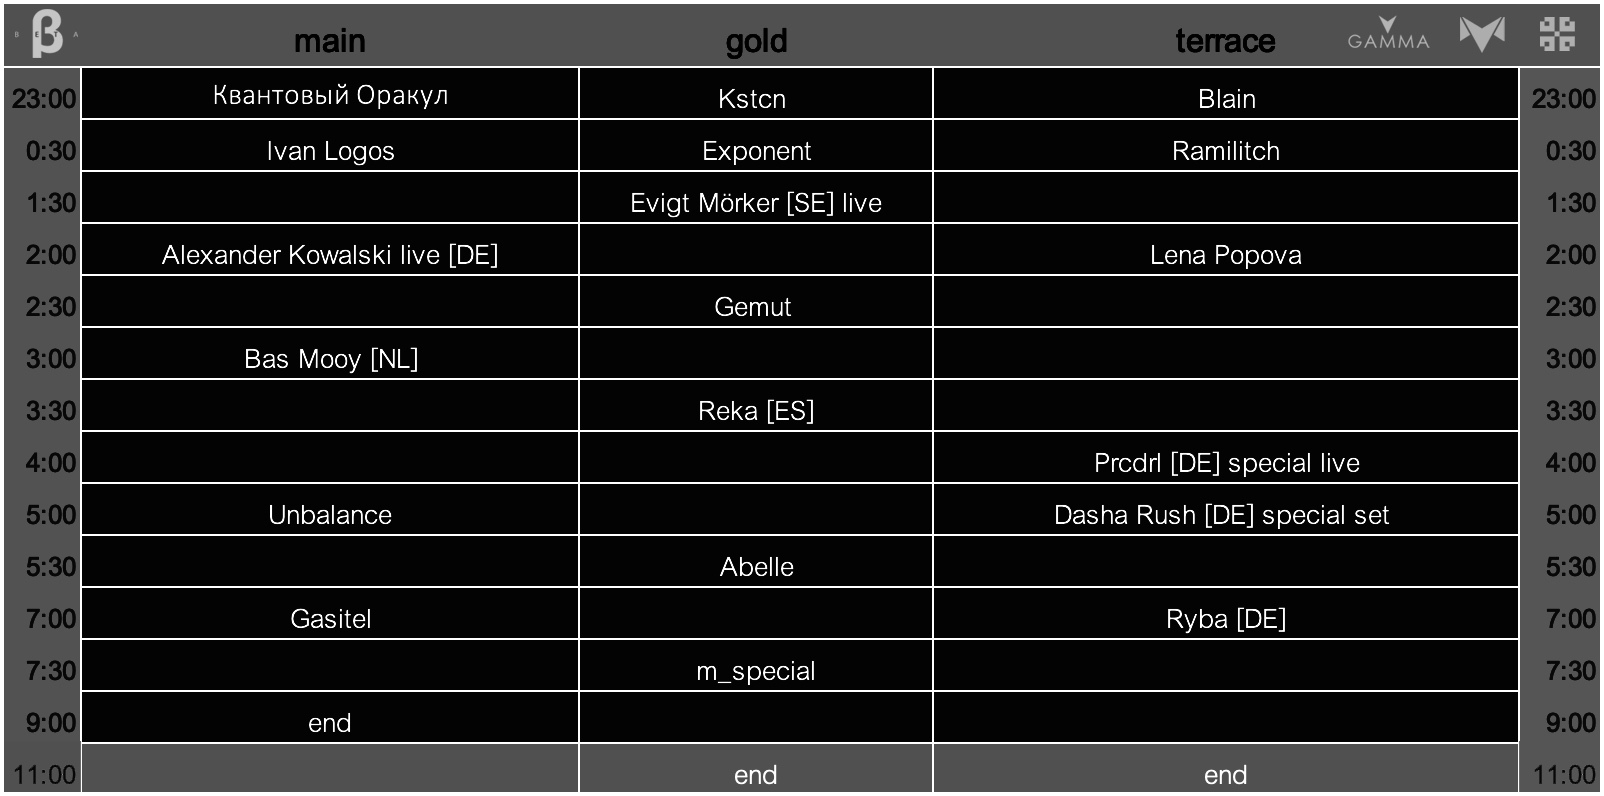 BETA β main gold terrace GAMMA
23:00 Квантовый Оракул Kstcn Blain 23:00
0:30 Ivan Logos Exponent Ramilitch 0:30
1:30 Evigt Mörker [SE] live 1:30
2:00 Alexander Kowalski live [DE] Lena Popova 2:00
2:30 Gemut 2:30
3:00 Bas Mooy [NL] 3:00
3:30 Reka [ES] 3:30
4:00 Prcdrl [DE] special live 4:00
5:00 Unbalance Dasha Rush [DE] special set 5:00
5:30 Abelle 5:30
7:00 Gasitel Ryba [DE] 7:00
7:30 m_special 7:30
9:00 end 9:00
11:00 end end 11:00